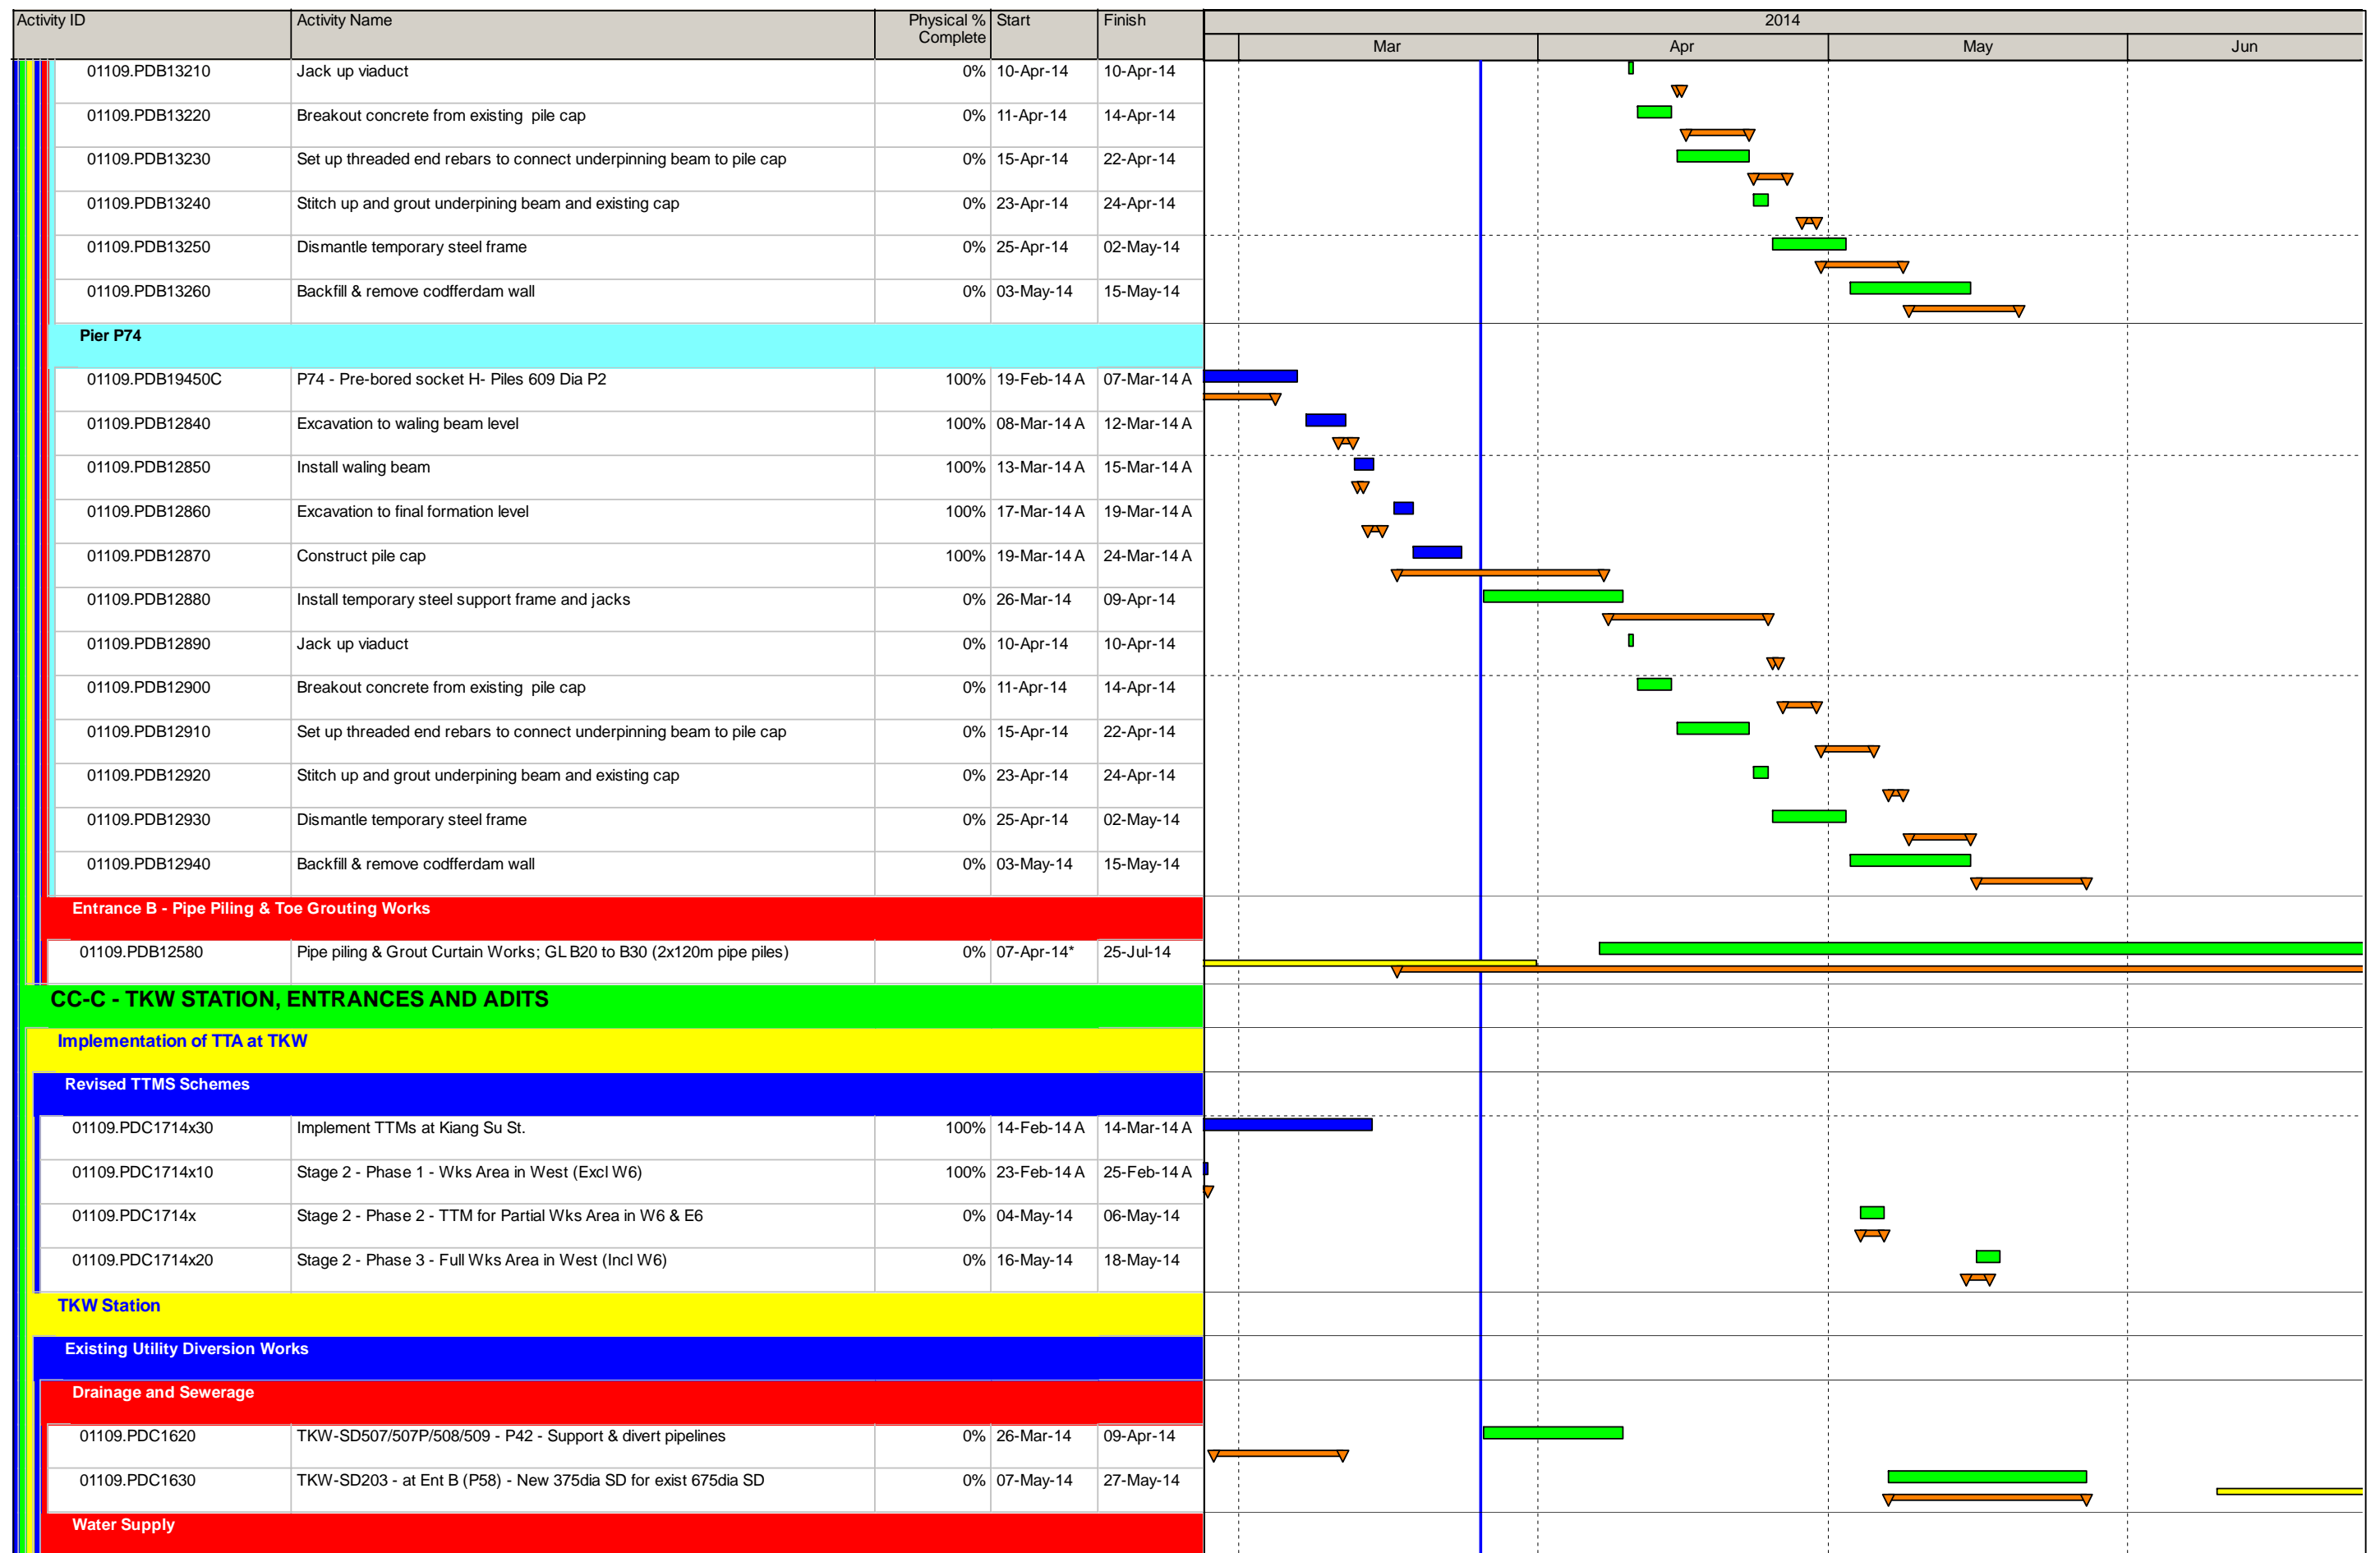 Activity ID Activity Name Physical % Start Finish 2014
Complete Mar Apr May Jun
01109.PDB13210 Jack up viaduct 0% 10-Apr-14 10-Apr-14
01109.PDB13220 Breakout concrete from existing pile cap 0% 11-Apr-14 14-Apr-14
01109.PDB13230 Set up threaded end rebars to connect underpinning beam to pile cap 0% 15-Apr-14 22-Apr-14
01109.PDB13240 Stitch up and grout underpining beam and existing cap 0% 23-Apr-14 24-Apr-14
01109.PDB13250 Dismantle temporary steel frame 0% 25-Apr-14 02-May-14
01109.PDB13260 Backfill & remove codfferdam wall 0% 03-May-14 15-May-14
Pier P74
01109.PDB19450C P74 - Pre-bored socket H- Piles 609 Dia P2 100% 19-Feb-14 A 07-Mar-14 A
01109.PDB12840 Excavation to waling beam level 100% 08-Mar-14 A 12-Mar-14 A
01109.PDB12850 Install waling beam 100% 13-Mar-14 A 15-Mar-14 A
01109.PDB12860 Excavation to final formation level 100% 17-Mar-14 A 19-Mar-14 A
01109.PDB12870 Construct pile cap 100% 19-Mar-14 A 24-Mar-14 A
01109.PDB12880 Install temporary steel support frame and jacks 0% 26-Mar-14 09-Apr-14
01109.PDB12890 Jack up viaduct 0% 10-Apr-14 10-Apr-14
01109.PDB12900 Breakout concrete from existing pile cap 0% 11-Apr-14 14-Apr-14
01109.PDB12910 Set up threaded end rebars to connect underpinning beam to pile cap 0% 15-Apr-14 22-Apr-14
01109.PDB12920 Stitch up and grout underpining beam and existing cap 0% 23-Apr-14 24-Apr-14
01109.PDB12930 Dismantle temporary steel frame 0% 25-Apr-14 02-May-14
01109.PDB12940 Backfill & remove codfferdam wall 0% 03-May-14 15-May-14
Entrance B - Pipe Piling & Toe Grouting Works
01109.PDB12580 Pipe piling & Grout Curtain Works; GL B20 to B30 (2x120m pipe piles) 0% 07-Apr-14* 25-Jul-14
CC-C - TKW STATION, ENTRANCES AND ADITS
Implementation of TTA at TKW
Revised TTMS Schemes
01109.PDC1714x30 Implement TTMs at Kiang Su St. 100% 14-Feb-14 A 14-Mar-14 A
01109.PDC1714x10 Stage 2 - Phase 1 - Wks Area in West (Excl W6) 100% 23-Feb-14 A 25-Feb-14 A
01109.PDC1714x Stage 2 - Phase 2 - TTM for Partial Wks Area in W6 & E6 0% 04-May-14 06-May-14
01109.PDC1714x20 Stage 2 - Phase 3 - Full Wks Area in West (Incl W6) 0% 16-May-14 18-May-14
TKW Station
Existing Utility Diversion Works
Drainage and Sewerage
01109.PDC1620 TKW-SD507/507P/508/509 - P42 - Support & divert pipelines 0% 26-Mar-14 09-Apr-14
01109.PDC1630 TKW-SD203 - at Ent B (P58) - New 375dia SD for exist 675dia SD 0% 07-May-14 27-May-14
Water Supply